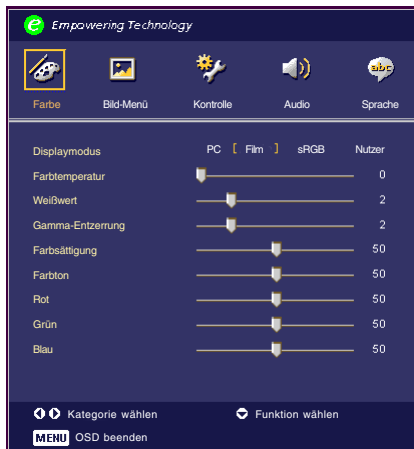 e Empowering Technology
Farbe Bild-Menü Kontrolle Audio abc Sprache
Displaymodus PC [ Film ] sRGB Nutzer
Farbtemperatur 0
Weißwert 2
Gamma-Entzerrung 2
Farbsättigung 50
Farbton 50
Rot 50
Grün 50
Blau 50
Kategorie wählen Funktion wählen
MENU OSD beenden